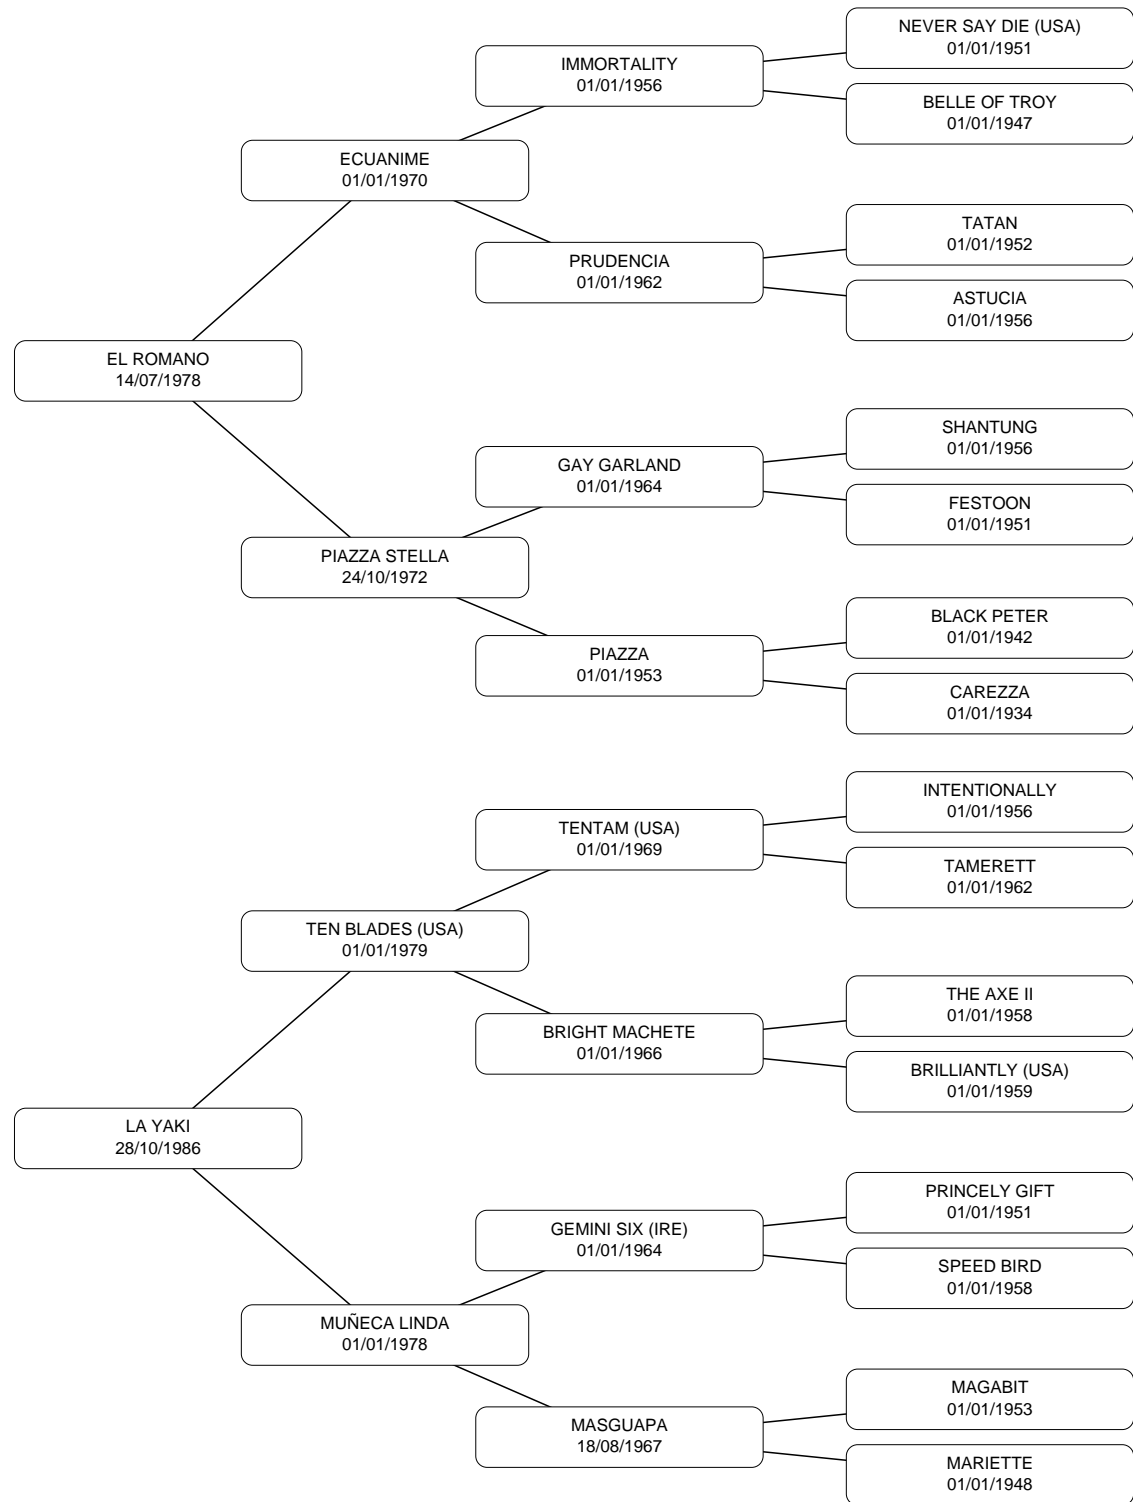 NEVER SAY DIE (USA)
01/01/1951
IMMORTALITY
01/01/1956
BELLE OF TROY
01/01/1947
ECUANIME
01/01/1970
TATAN
01/01/1952
PRUDENCIA
01/01/1962
ASTUCIA
01/01/1956
EL ROMANO
14/07/1978
SHANTUNG
01/01/1956
GAY GARLAND
01/01/1964
FESTOON
01/01/1951
PIAZZA STELLA
24/10/1972
BLACK PETER
01/01/1942
PIAZZA
01/01/1953
CAREZZA
01/01/1934
INTENTIONALLY
01/01/1956
TENTAM (USA)
01/01/1969
TAMERETT
01/01/1962
TEN BLADES (USA)
01/01/1979
THE AXE II
01/01/1958
BRIGHT MACHETE
01/01/1966
BRILLIANTLY (USA)
01/01/1959
LA YAKI
28/10/1986
PRINCELY GIFT
01/01/1951
GEMINI SIX (IRE)
01/01/1964
SPEED BIRD
01/01/1958
MUÑECA LINDA
01/01/1978
MAGABIT
01/01/1953
MASGUAPA
18/08/1967
MARIETTE
01/01/1948